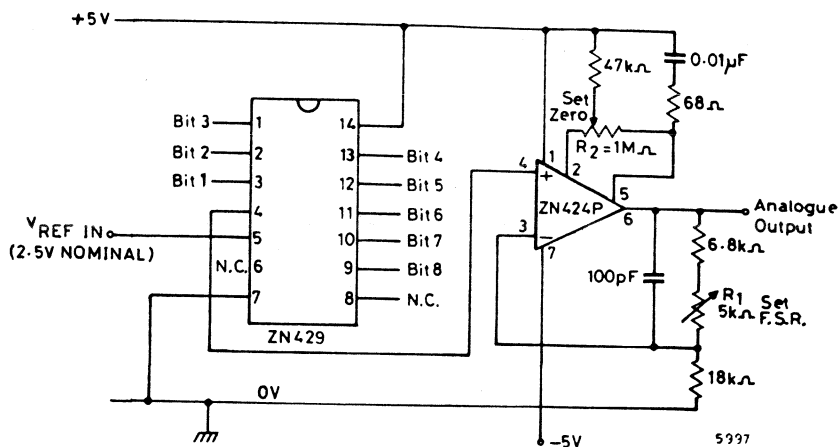 +5V
47kΩ
0.01µF
68Ω
Set
Zero
R2 = 1MΩ
Bit 3
1
14
Bit 2
2
13
Bit 4
Bit 1
3
12
Bit 5
4
11
Bit 6
VREF IN
5
10
Bit 7
(2·5V NOMINAL)
N.C.
6
9
Bit 8
7
8
N.C.
ZN429
4
+
1
2
5
ZN424P
6
3
−
7
Analogue
Output
6.8kΩ
100pF
R1
5kΩ
Set
F.S.R.
18kΩ
0V
−5V
5997